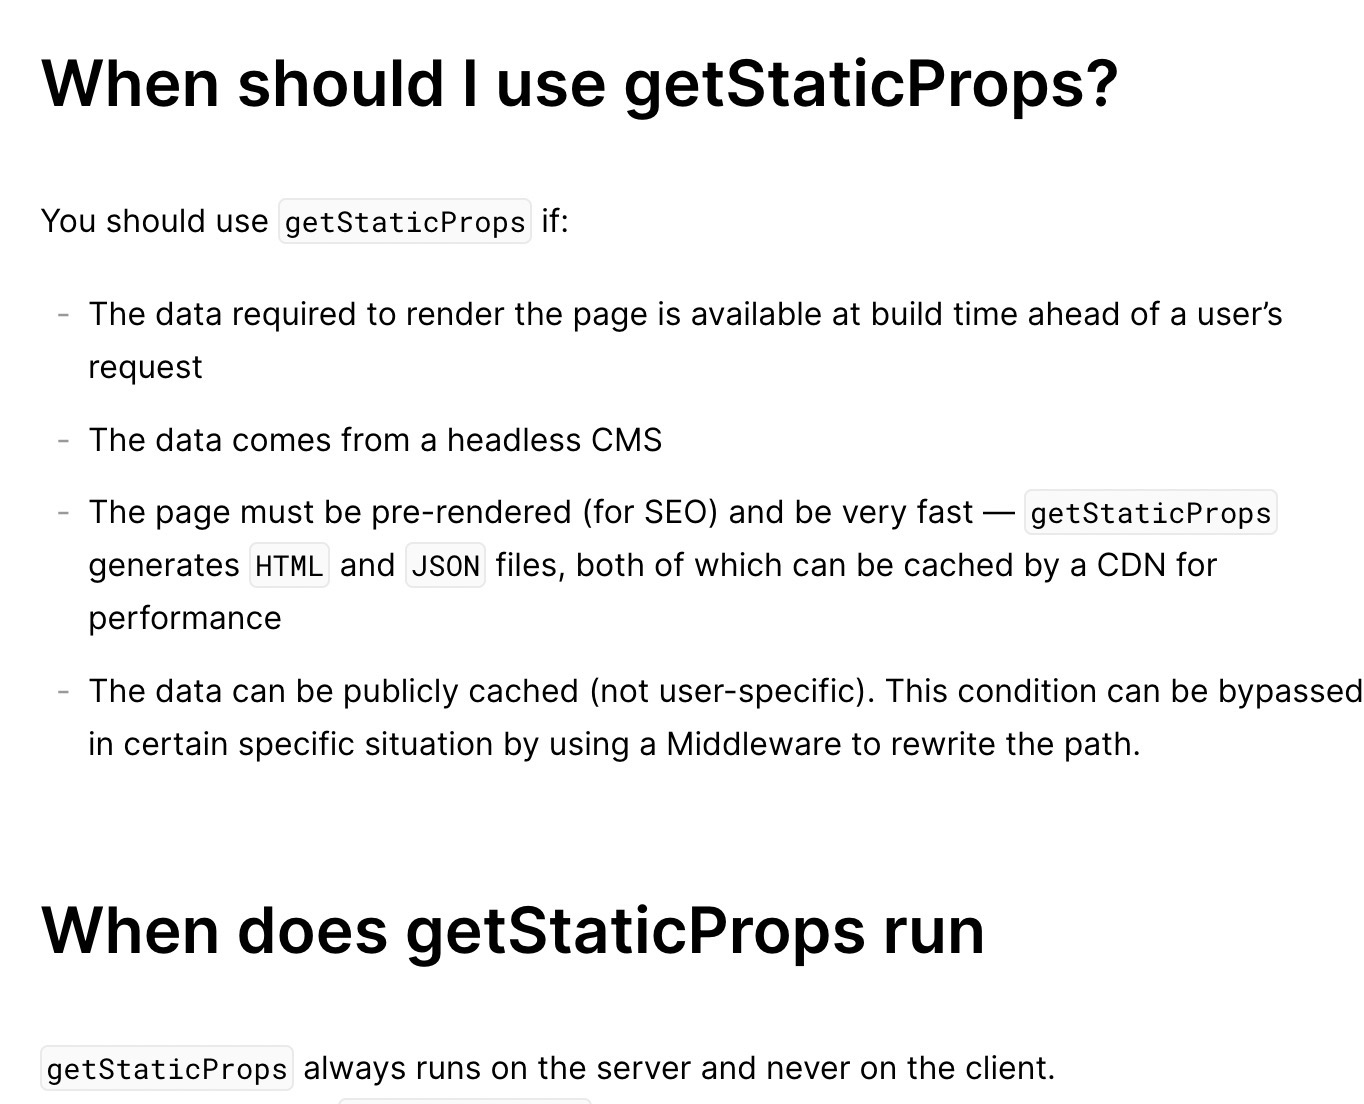 When should I use getStaticProps?
You should use getStaticProps if:
- The data required to render the page is available at build time ahead of a user’s
request
- The data comes from a headless CMS
- The page must be pre-rendered (for SEO) and be very fast — getStaticProps
generates HTML and JSON files, both of which can be cached by a CDN for
performance
- The data can be publicly cached (not user-specific). This condition can be bypassed
in certain specific situation by using a Middleware to rewrite the path.
When does getStaticProps run
getStaticProps always runs on the server and never on the client.